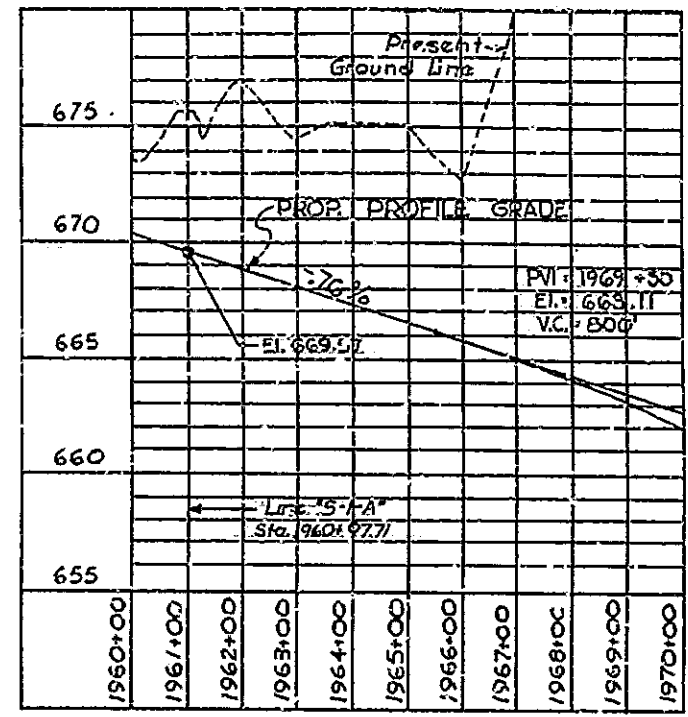 Present
Ground Line
675
PROP. PROFILE GRADE
670
-.76%
PVI = 1969+30
El. = 663.11
V.C. = 800'
665
El. 669.57
660
Line "S-1-A"
Sta. 1960+97.71
655
1960+00
1961+00
1962+00
1963+00
1964+00
1965+00
1966+00
1967+00
1968+00
1969+00
1970+00